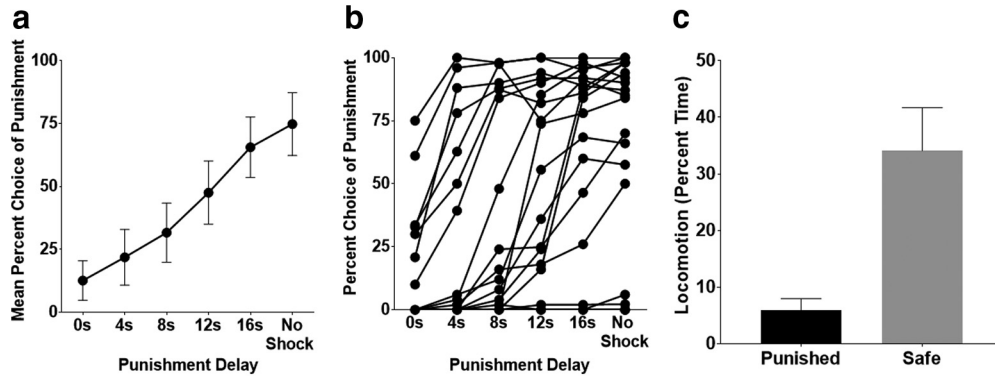 a
Mean Percent Choice of Punishment
100
75
50
25
0
0s 4s 8s 12s 16s No
Shock
Punishment Delay
b
Percent Choice of Punishment
100
75
50
25
0
0s 4s 8s 12s 16s No
Shock
Punishment Delay
c
Locomotion (Percent Time)
50
40
30
20
10
0
Punished Safe